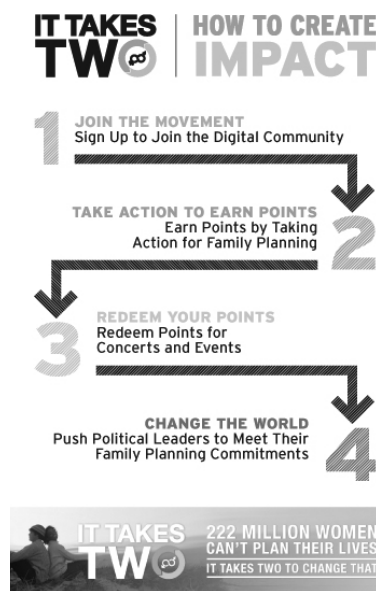 IT TAKES
TWO
HOW TO CREATE
IMPACT
1
JOIN THE MOVEMENT
Sign Up to Join the Digital Community
TAKE ACTION TO EARN POINTS
Earn Points by Taking
Action for Family Planning
2
3
REDEEM YOUR POINTS
Redeem Points for
Concerts and Events
CHANGE THE WORLD
Push Political Leaders to Meet Their
Family Planning Commitments
4
IT TAKES
TWO
222 MILLION WOMEN
CAN'T PLAN THEIR LIVES
IT TAKES TWO TO CHANGE THAT